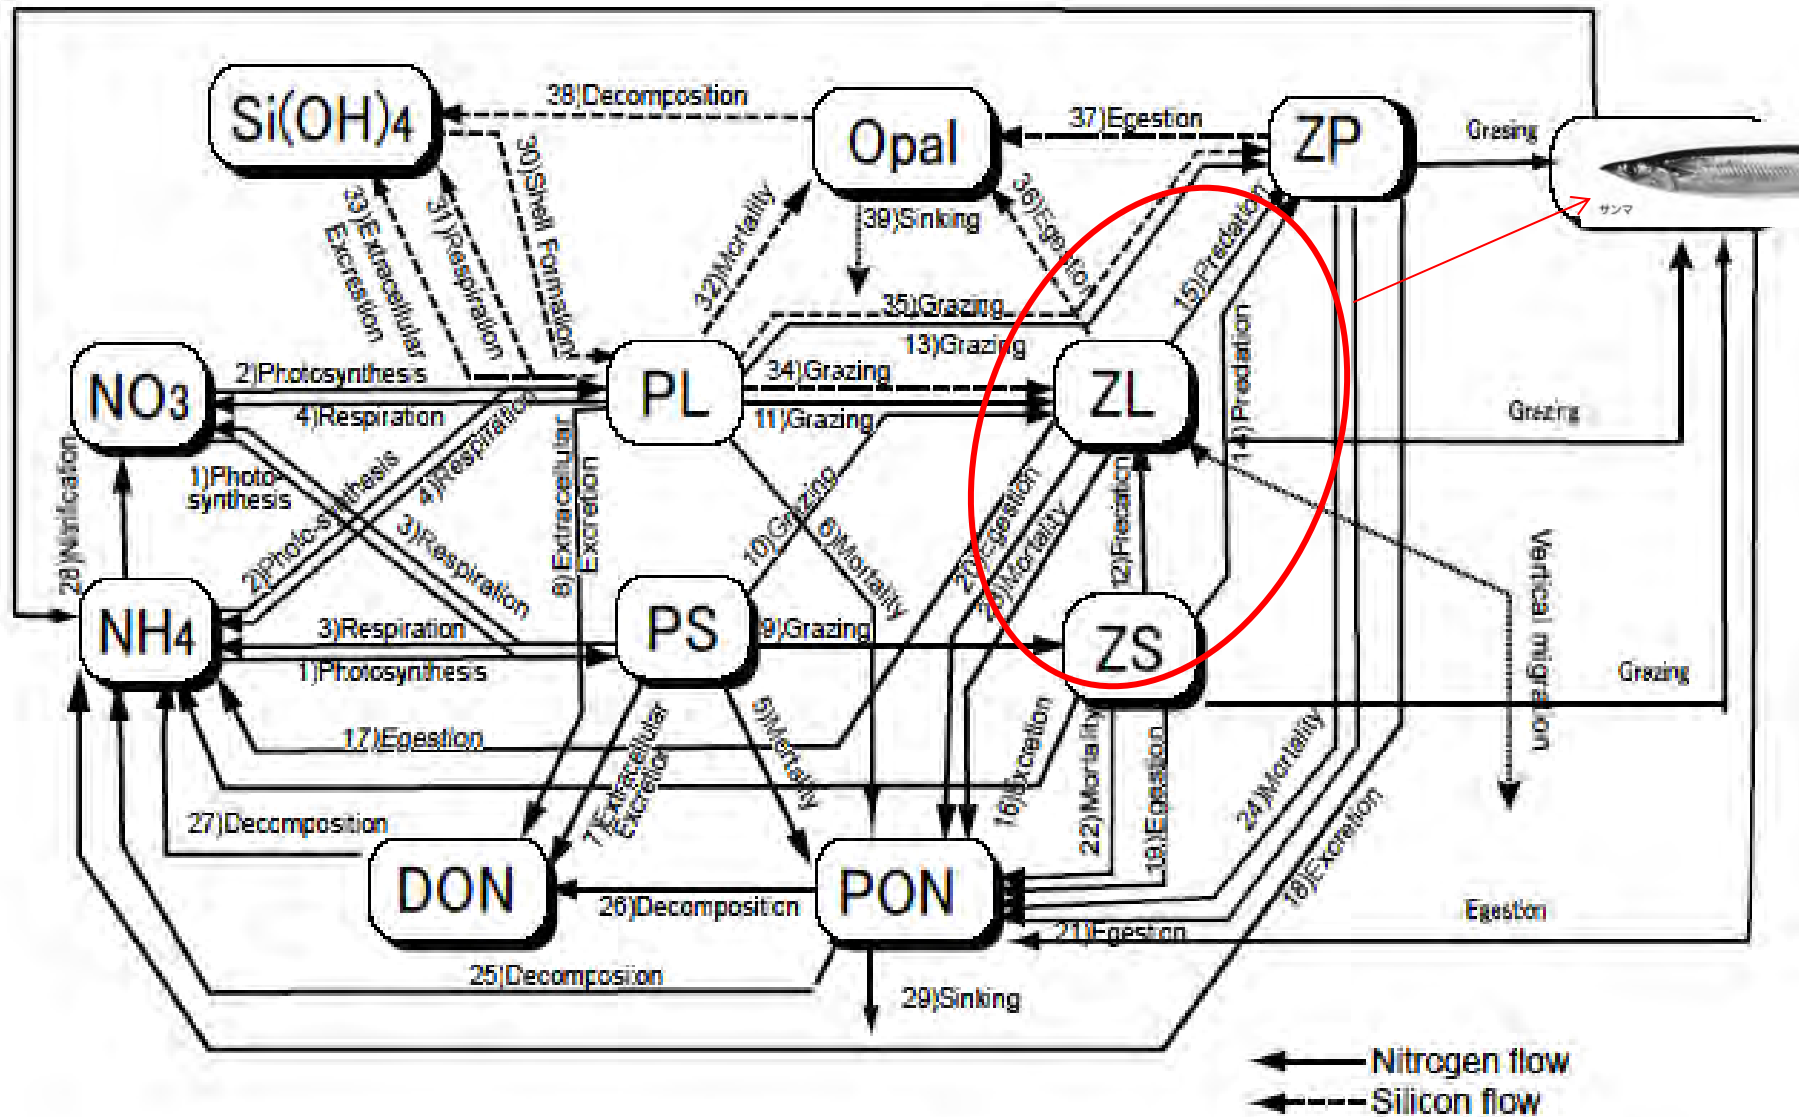 Si(OH)4
38)Decomposition
Opal
37)Egestion
ZP
Grasing
サンマ
30)Shell Formation
31)Respiration
33)Extracellular
Excrestion
32)Mortality
39)Sinking
36)Egestion
15)Predation
35)Grazing
13)Grazing
NO3
2)Photosynthesis
4)Respiration
PL
34)Grazing
11)Grazing
ZL
14)Predation
Grazing
1)Photo-
synthesis
2)Photo-synthesis
4)Respiration
3)Respiration
8)Extracellular
Excretion
10)Grazing
6)Mortality
20)Egestion
23)Mortality
12)Predation
Vertical migration
28)Nitrification
NH4
3)Respiration
1)Photosynthesis
PS
9)Grazing
ZS
Grazing
17)Egestion
7)Extracellular
Excretion
5)Mortality
16)Excretion
22)Mortality
19)Egestion
24)Mortality
18)Excretion
27)Decomposition
DON
26)Decomposition
PON
21)Egestion
Egestion
25)Decomposition
29)Sinking
Nitrogen flow
Silicon flow